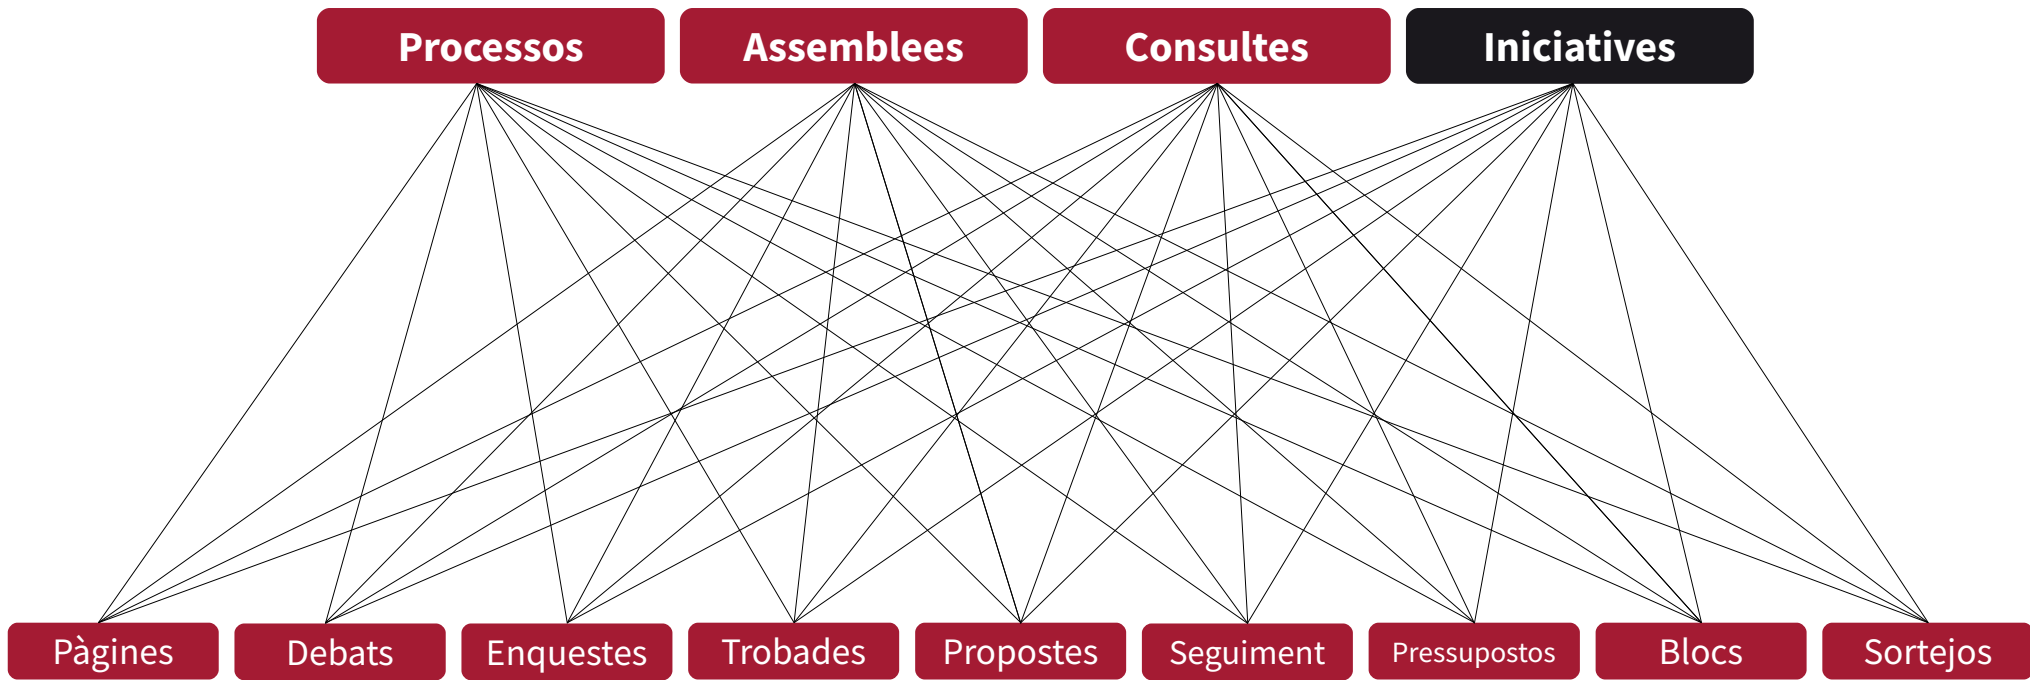 Processos
Assemblees
Consultes
Iniciatives
Pàgines
Debats
Enquestes
Trobades
Propostes
Seguiment
Pressupostos
Blocs
Sortejos